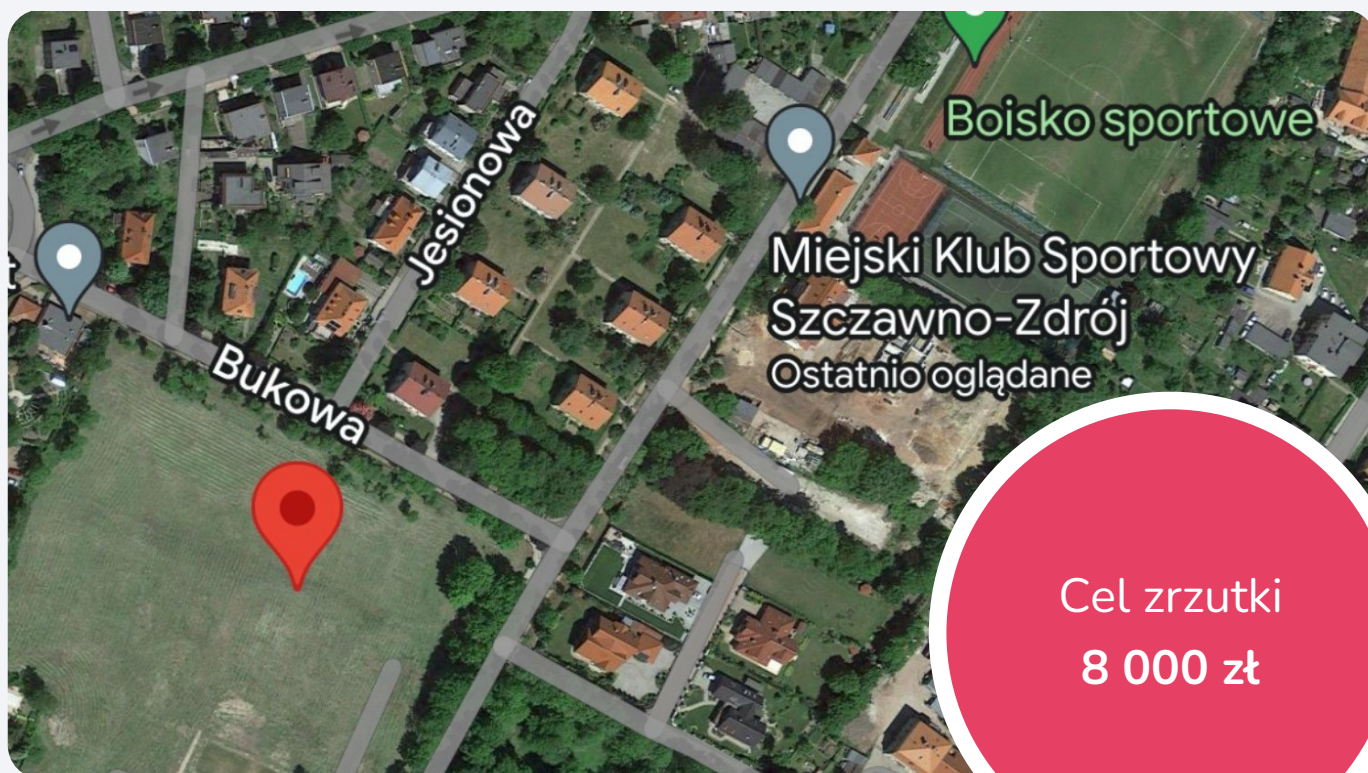 Boisko sportowe
Jesionowa
Miejski Klub Sportowy
Szczawno-Zdrój
Ostatnio oglądane
Bukowa
Cel zrzutki
8 000 zł